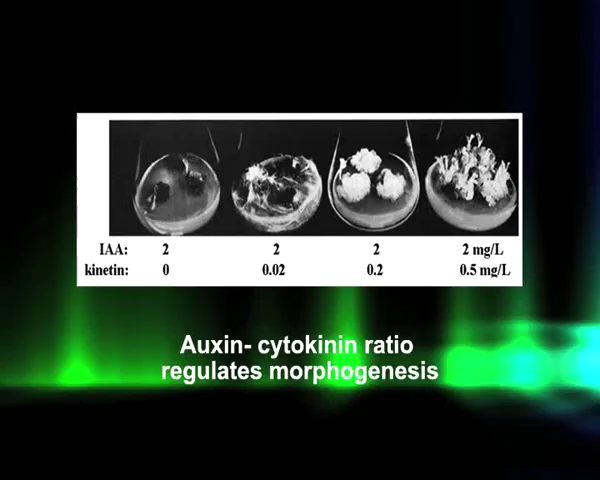 IAA: 2 2 2 2 mg/L
kinetin: 0 0.02 0.2 0.5 mg/L
Auxin- cytokinin ratio
regulates morphogenesis